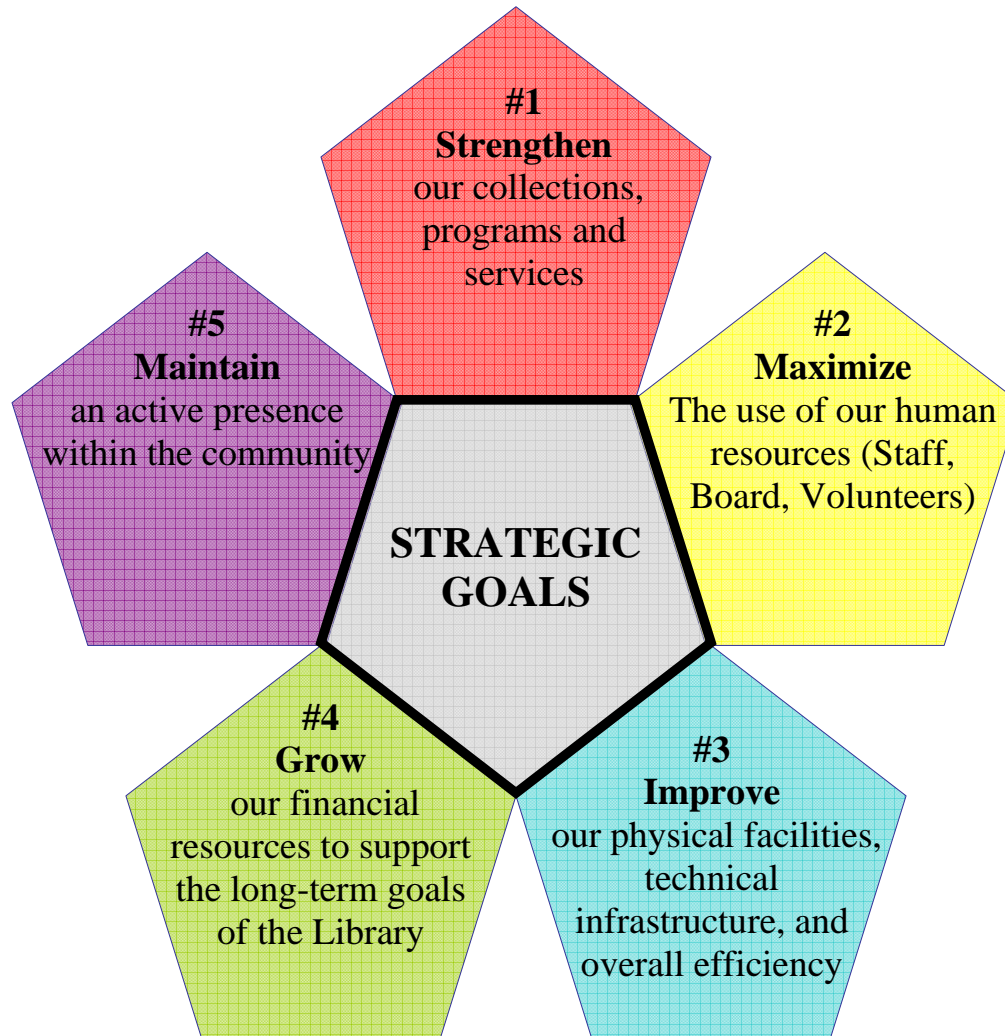 #1
Strengthen
our collections,
programs and
services
#2
Maximize
The use of our human
resources (Staff,
Board, Volunteers)
#3
Improve
our physical facilities,
technical
infrastructure, and
overall efficiency
#4
Grow
our financial
resources to support
the long-term goals
of the Library
#5
Maintain
an active presence
within the community
STRATEGIC
GOALS